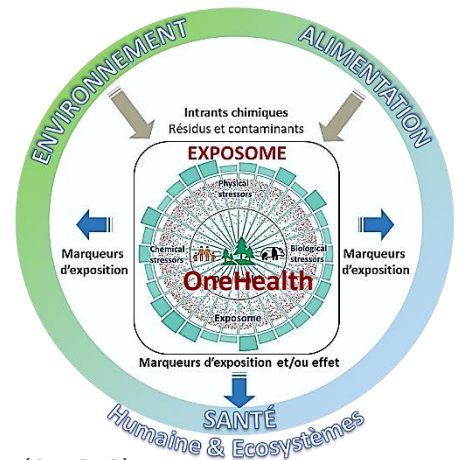 ENVIRONNEMENT
ALIMENTATION
Intrants chimiques
Résidus et contaminants
EXPOSOME
Physical
stressors
Marqueurs
d'exposition
Chemical
stressors
Biological
stressors
Marqueurs
d'exposition
OneHealth
Exposome
Marqueurs d'exposition et/ou effet
SANTÉ
Humaine & Ecosystèmes